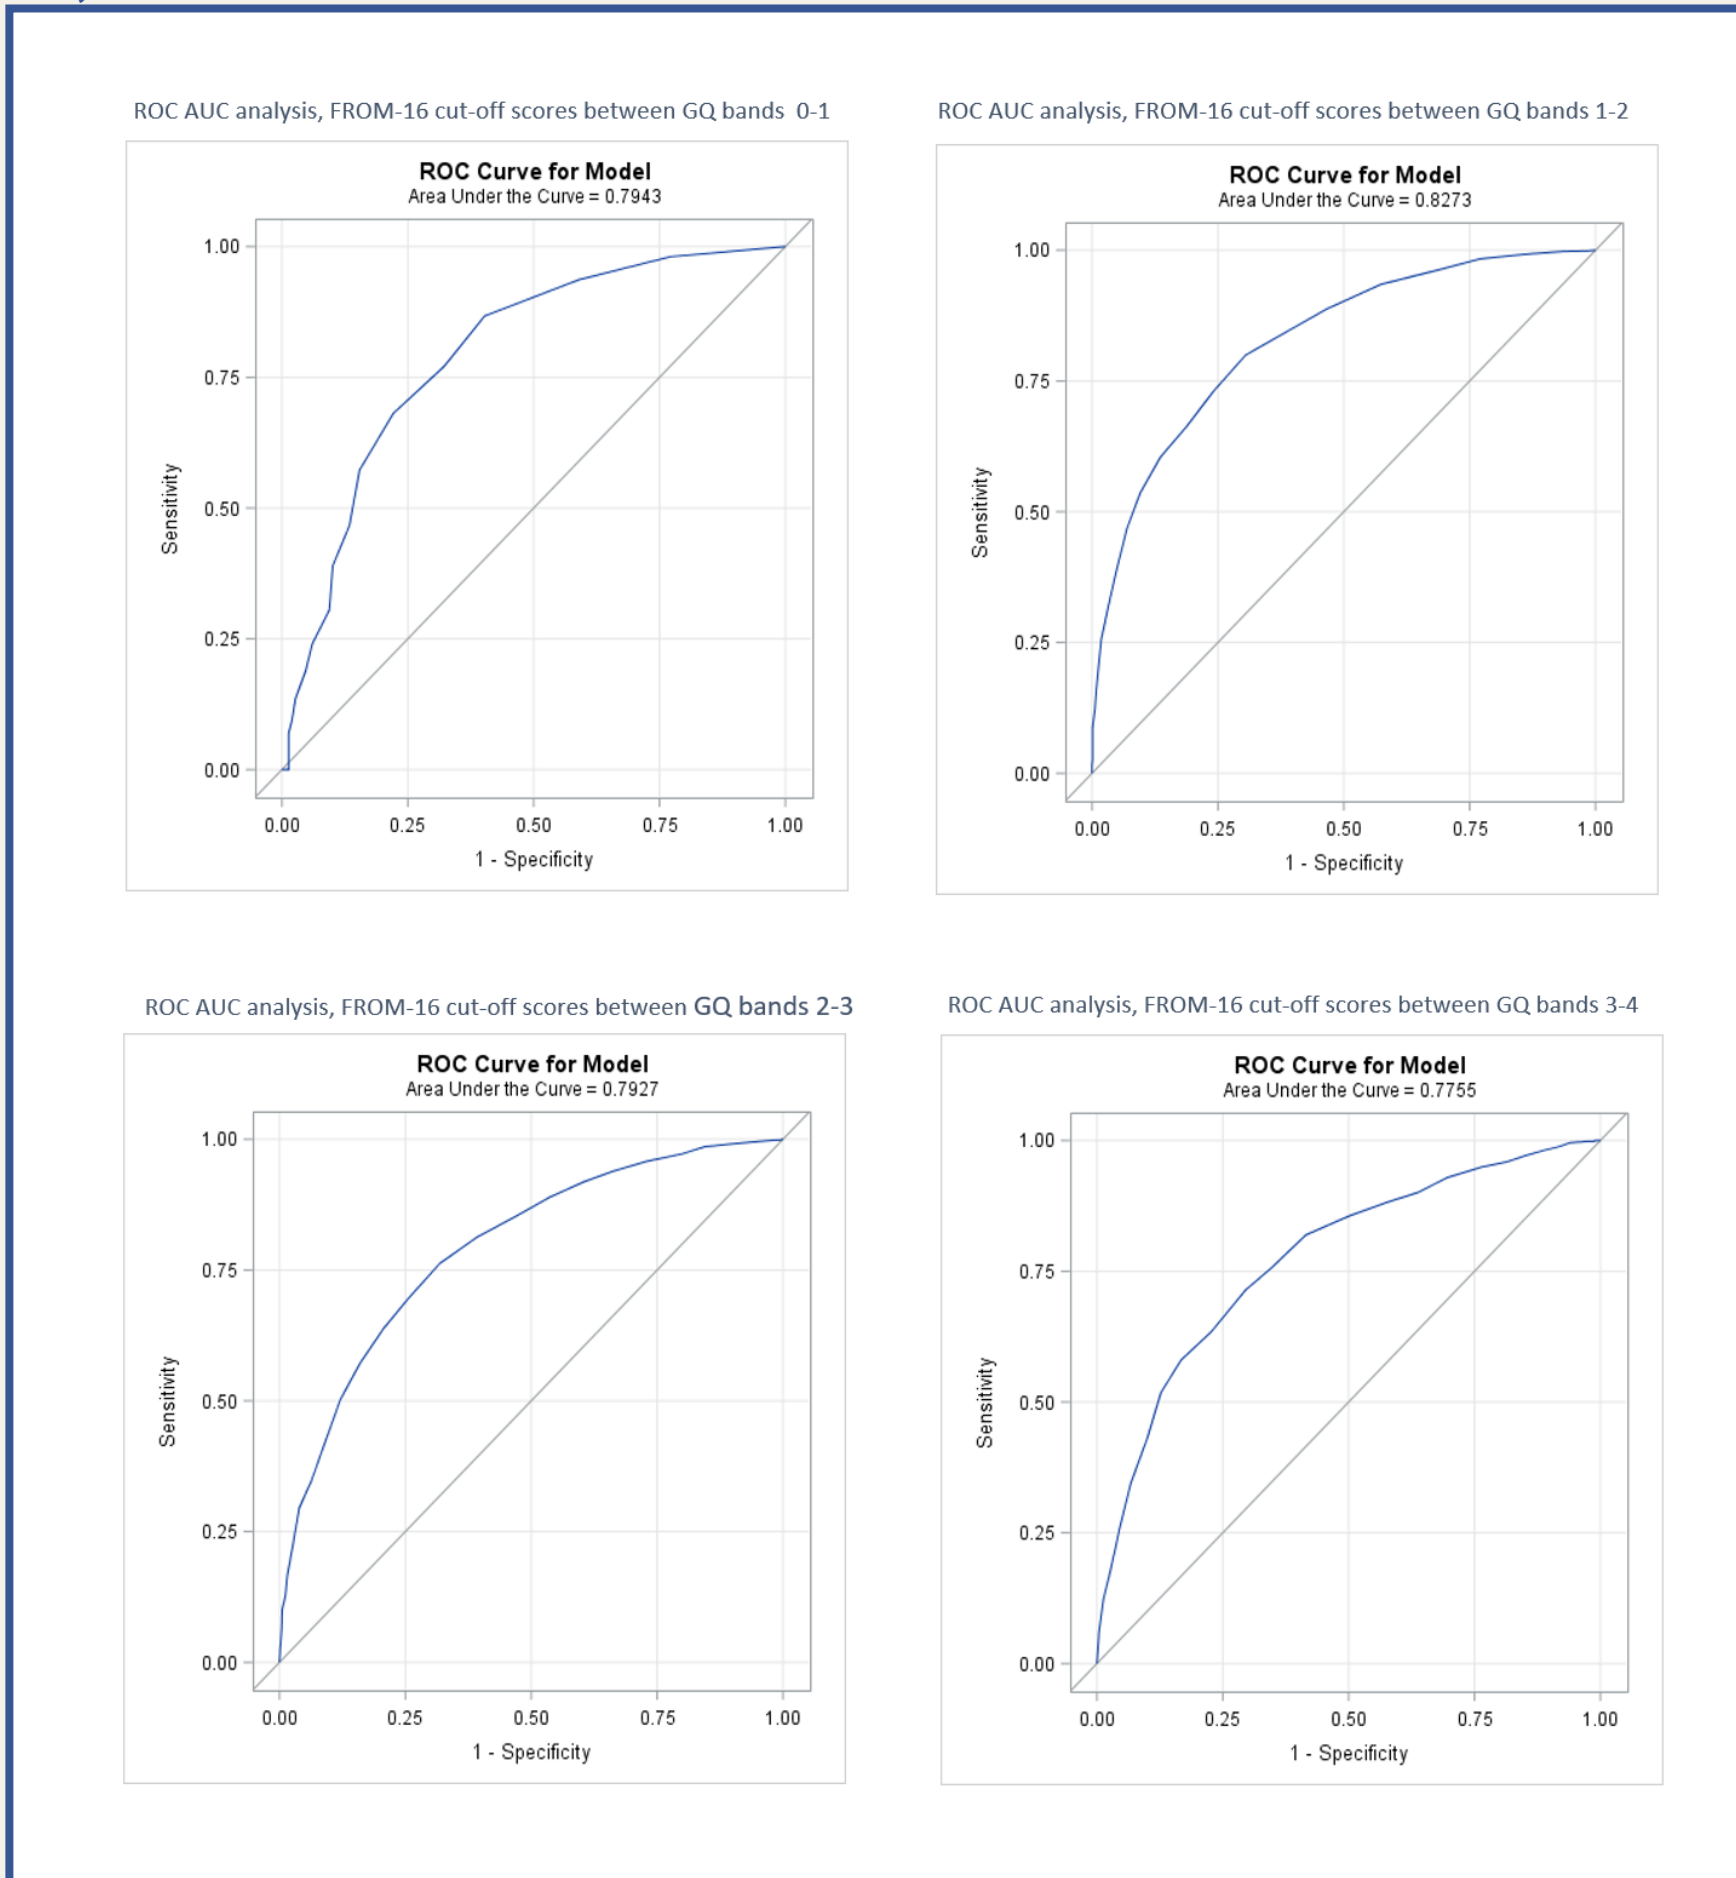 ROC AUC analysis, FROM-16 cut-off scores between GQ bands 0-1
ROC Curve for Model
Area Under the Curve = 0.7943
1.00
0.75
0.50
0.25
0.00
Sensitivity
0.00 0.25 0.50 0.75 1.00
1 - Specificity
ROC AUC analysis, FROM-16 cut-off scores between GQ bands 1-2
ROC Curve for Model
Area Under the Curve = 0.8273
1.00
0.75
0.50
0.25
0.00
Sensitivity
0.00 0.25 0.50 0.75 1.00
1 - Specificity
ROC AUC analysis, FROM-16 cut-off scores between GQ bands 2-3
ROC Curve for Model
Area Under the Curve = 0.7927
1.00
0.75
0.50
0.25
0.00
Sensitivity
0.00 0.25 0.50 0.75 1.00
1 - Specificity
ROC AUC analysis, FROM-16 cut-off scores between GQ bands 3-4
ROC Curve for Model
Area Under the Curve = 0.7755
1.00
0.75
0.50
0.25
0.00
Sensitivity
0.00 0.25 0.50 0.75 1.00
1 - Specificity